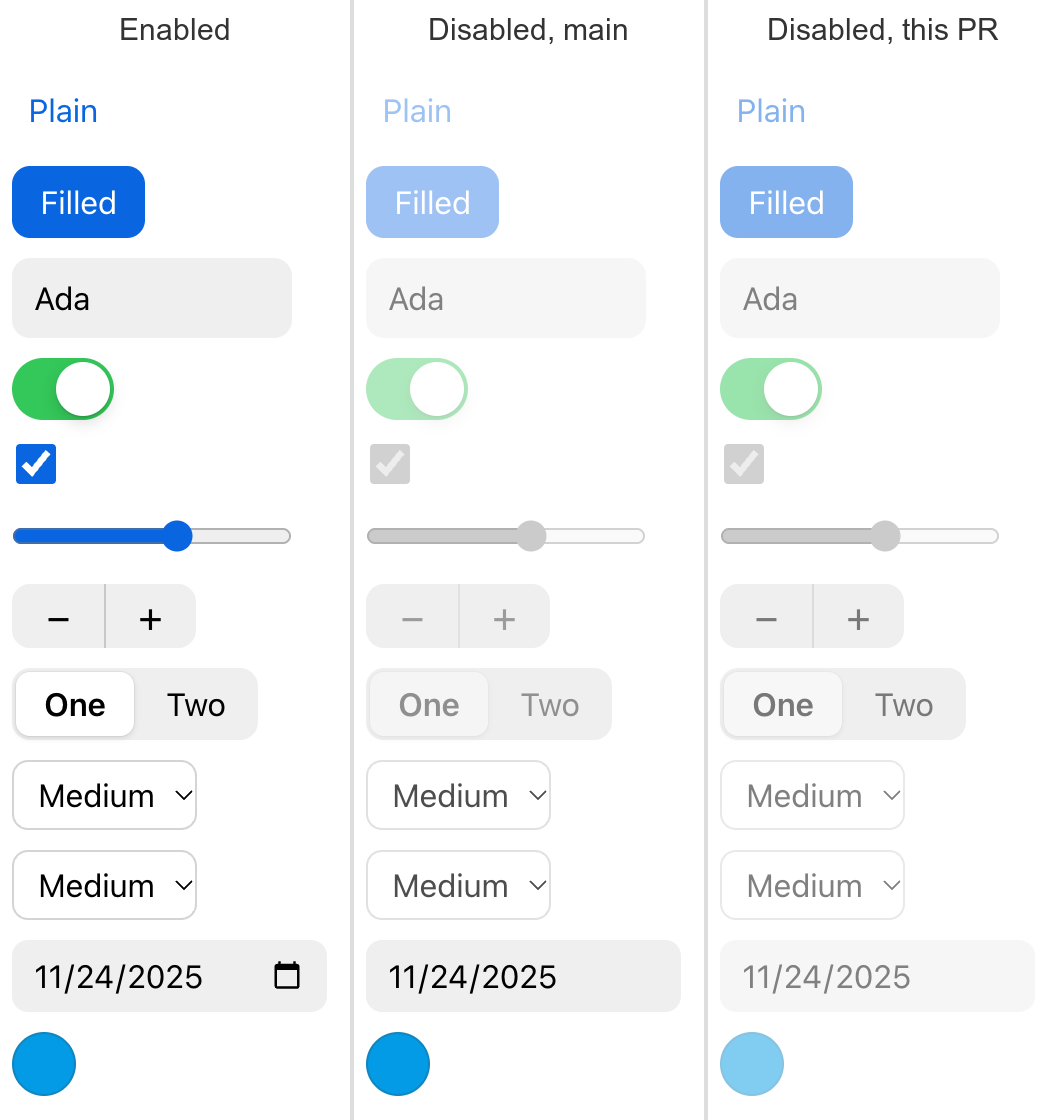 Enabled Disabled, main Disabled, this PR
Plain Plain Plain
Filled Filled Filled
Ada Ada Ada
− + − + − +
One Two One Two One Two
Medium Medium Medium
Medium Medium Medium
11/24/2025 11/24/2025 11/24/2025